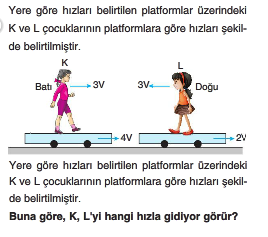 Yere göre hızları belirtilen platformlar üzerindeki
K ve L çocuklarının platformlara göre hızları şekil-
de belirtilmiştir.
K L
Batı 3V 3V Doğu
4V 2V
Yere göre hızları belirtilen platformlar üzerindeki
K ve L çocuklarının platformlara göre hızları şekil-
de belirtilmiştir.
Buna göre, K, L'yi hangi hızla gidiyor görür?